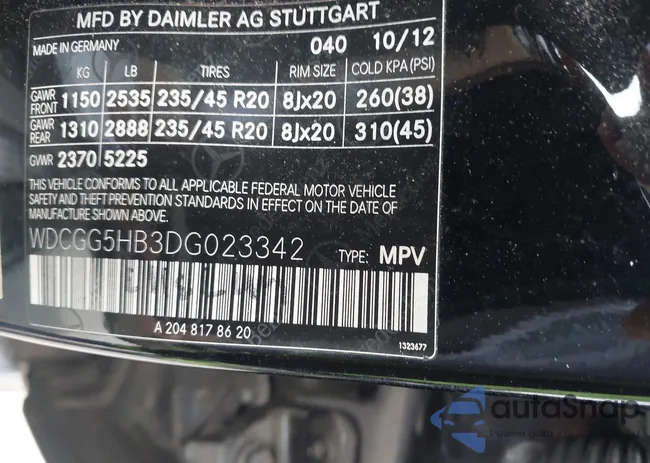 MFD BY DAIMLER AG STUTTGART
MADE IN GERMANY 040 10/12
KG LB TIRES RIM SIZE COLD KPA(PSI)
GAWR FRONT 1150 2535 235/45 R20 8Jx20 260(38)
GAWR REAR 1310 2888 235/45 R20 8Jx20 310(45)
GVWR 2370 5225
THIS VEHICLE CONFORMS TO ALL APPLICABLE FEDERAL MOTOR VEHICLE
SAFETY AND THEFT PREVENTION STANDARDS IN EFFECT ON THE DATE OF
MANUFACTURE SHOWN ABOVE.
WDCGG5HB3DG023342 TYPE: MPV
A 204 817 86 20
1323677
autoSnap
pewne auta